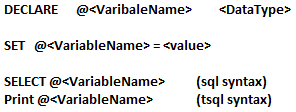 DECLARE @<VaribaleName> <DataType>
SET @<VariableName> = <value>
SELECT @<VariableName> (sql syntax)
Print @<VariableName> (tsql syntax)